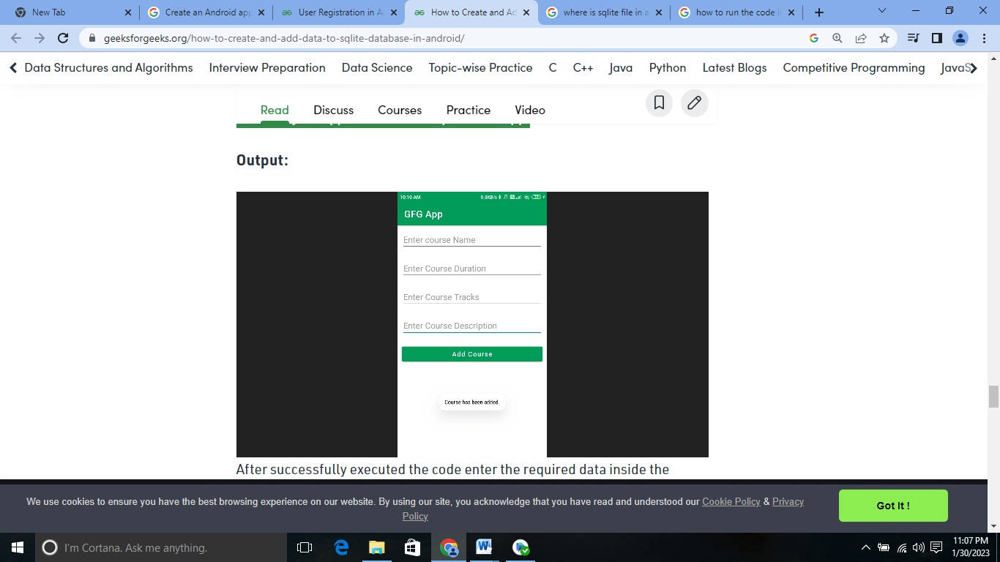 New Tab
Create an Android app
User Registration in A
How to Create and Ad
where is sqlite file in a
how to run the code i
geeksforgeeks.org/how-to-create-and-add-data-to-sqlite-database-in-android/
Data Structures and Algorithms Interview Preparation Data Science Topic-wise Practice C C++ Java Python Latest Blogs Competitive Programming JavaS
Read Discuss Courses Practice Video
Output:
10:10 AM 0.3KB/s
GFG App
Enter course Name
Enter Course Duration
Enter Course Tracks
Enter Course Description
Add Course
Course has been added.
After successfully executed the code enter the required data inside the
We use cookies to ensure you have the best browsing experience on our website. By using our site, you acknowledge that you have read and understood our Cookie Policy & Privacy
Policy
Got It !
I'm Cortana. Ask me anything.
11:07 PM
1/30/2023